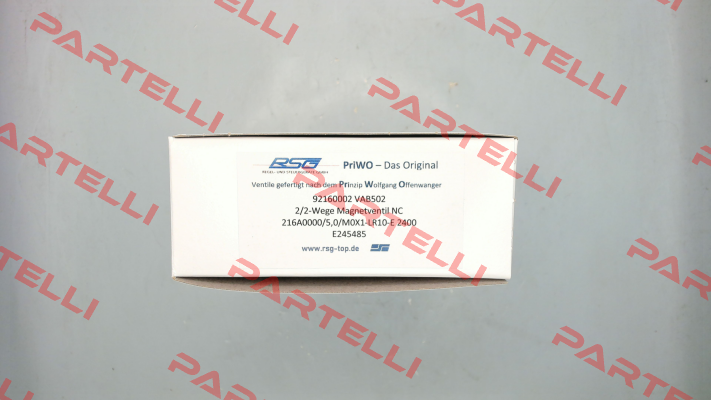 PARTELLI
PARTELLI
PARTELLI
PARTELLI
RSG PriWO – Das Original
Ventile gefertigt nach dem Prinzip Wolfgang Offenwanger
92160002 VAB502
2/2-Wege Magnetventil NC
216A0000/5,0/M0X1-LR10-E 2400
E245485
www.rsg-top.de
PARTELLI
PARTELLI
PARTELLI
PARTELLI